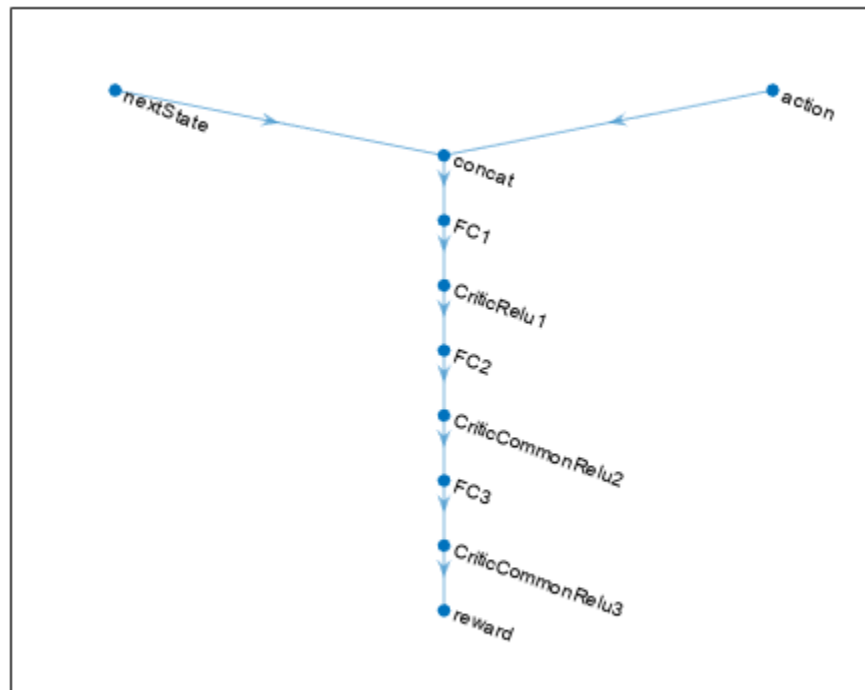 nextState
action
concat
FC1
CriticRelu1
FC2
CriticCommonRelu2
FC3
CriticCommonRelu3
reward